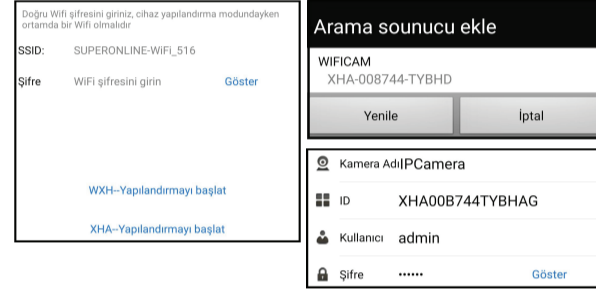 Doğru Wifi şifresini giriniz, cihaz yapılandırma modundayken
ortamda bir Wifi olmalıdır
SSID: SUPERONLINE-WiFi_516
Şifre WiFi şifresini girin Göster
WXH--Yapılandırmayı başlat
XHA--Yapılandırmayı başlat
Arama sounucu ekle
WIFICAM
XHA-008744-TYBHD
Yenile İptal
Kamera Adı IPCamera
ID XHA00B744TYBHAG
Kullanıcı admin
Şifre •••••• Göster